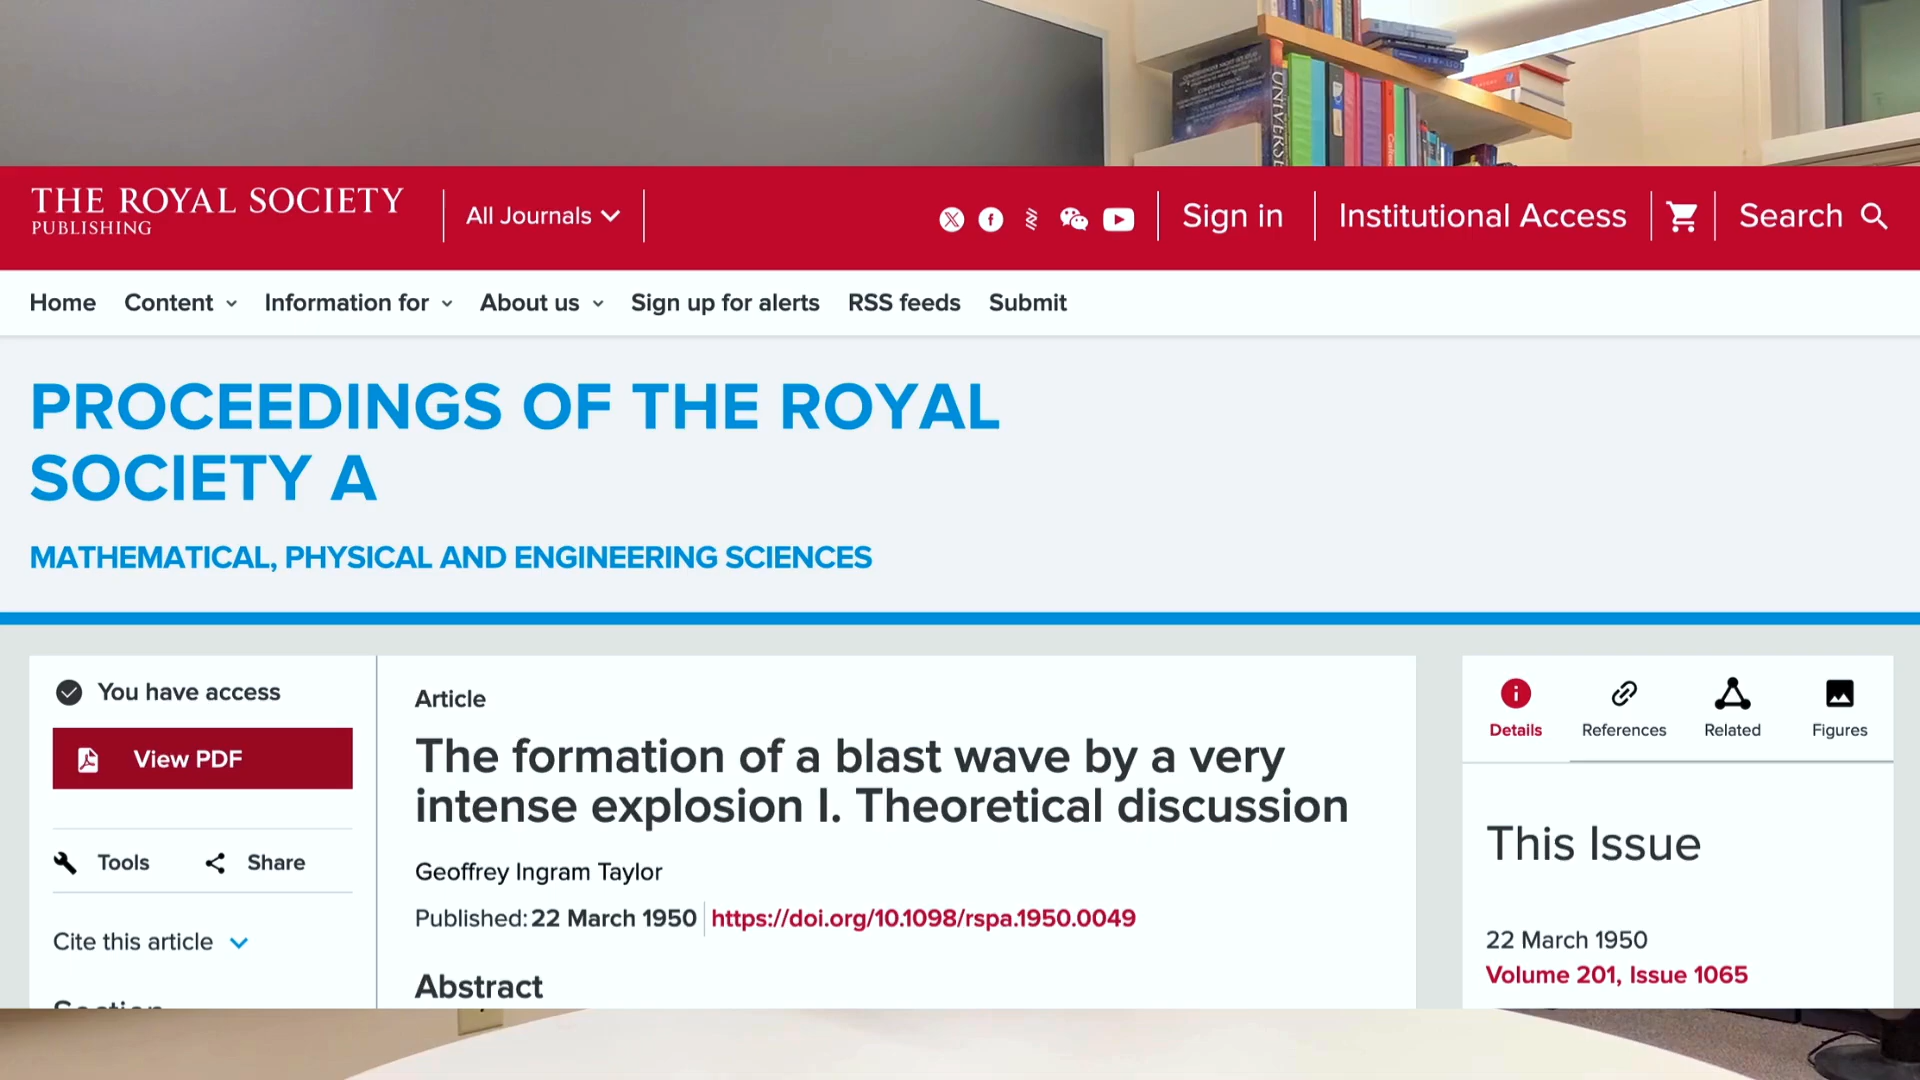 UNIVERSE
THE ROYAL SOCIETY
PUBLISHING
All Journals
Sign in
Institutional Access
Search
Home
Content
Information for
About us
Sign up for alerts
RSS feeds
Submit
PROCEEDINGS OF THE ROYAL
SOCIETY A
MATHEMATICAL, PHYSICAL AND ENGINEERING SCIENCES
You have access
View PDF
Tools
Share
Cite this article
Article
The formation of a blast wave by a very
intense explosion I. Theoretical discussion
Geoffrey Ingram Taylor
Published: 22 March 1950
https://doi.org/10.1098/rspa.1950.0049
Abstract
Details
References
Related
Figures
This Issue
22 March 1950
Volume 201, Issue 1065